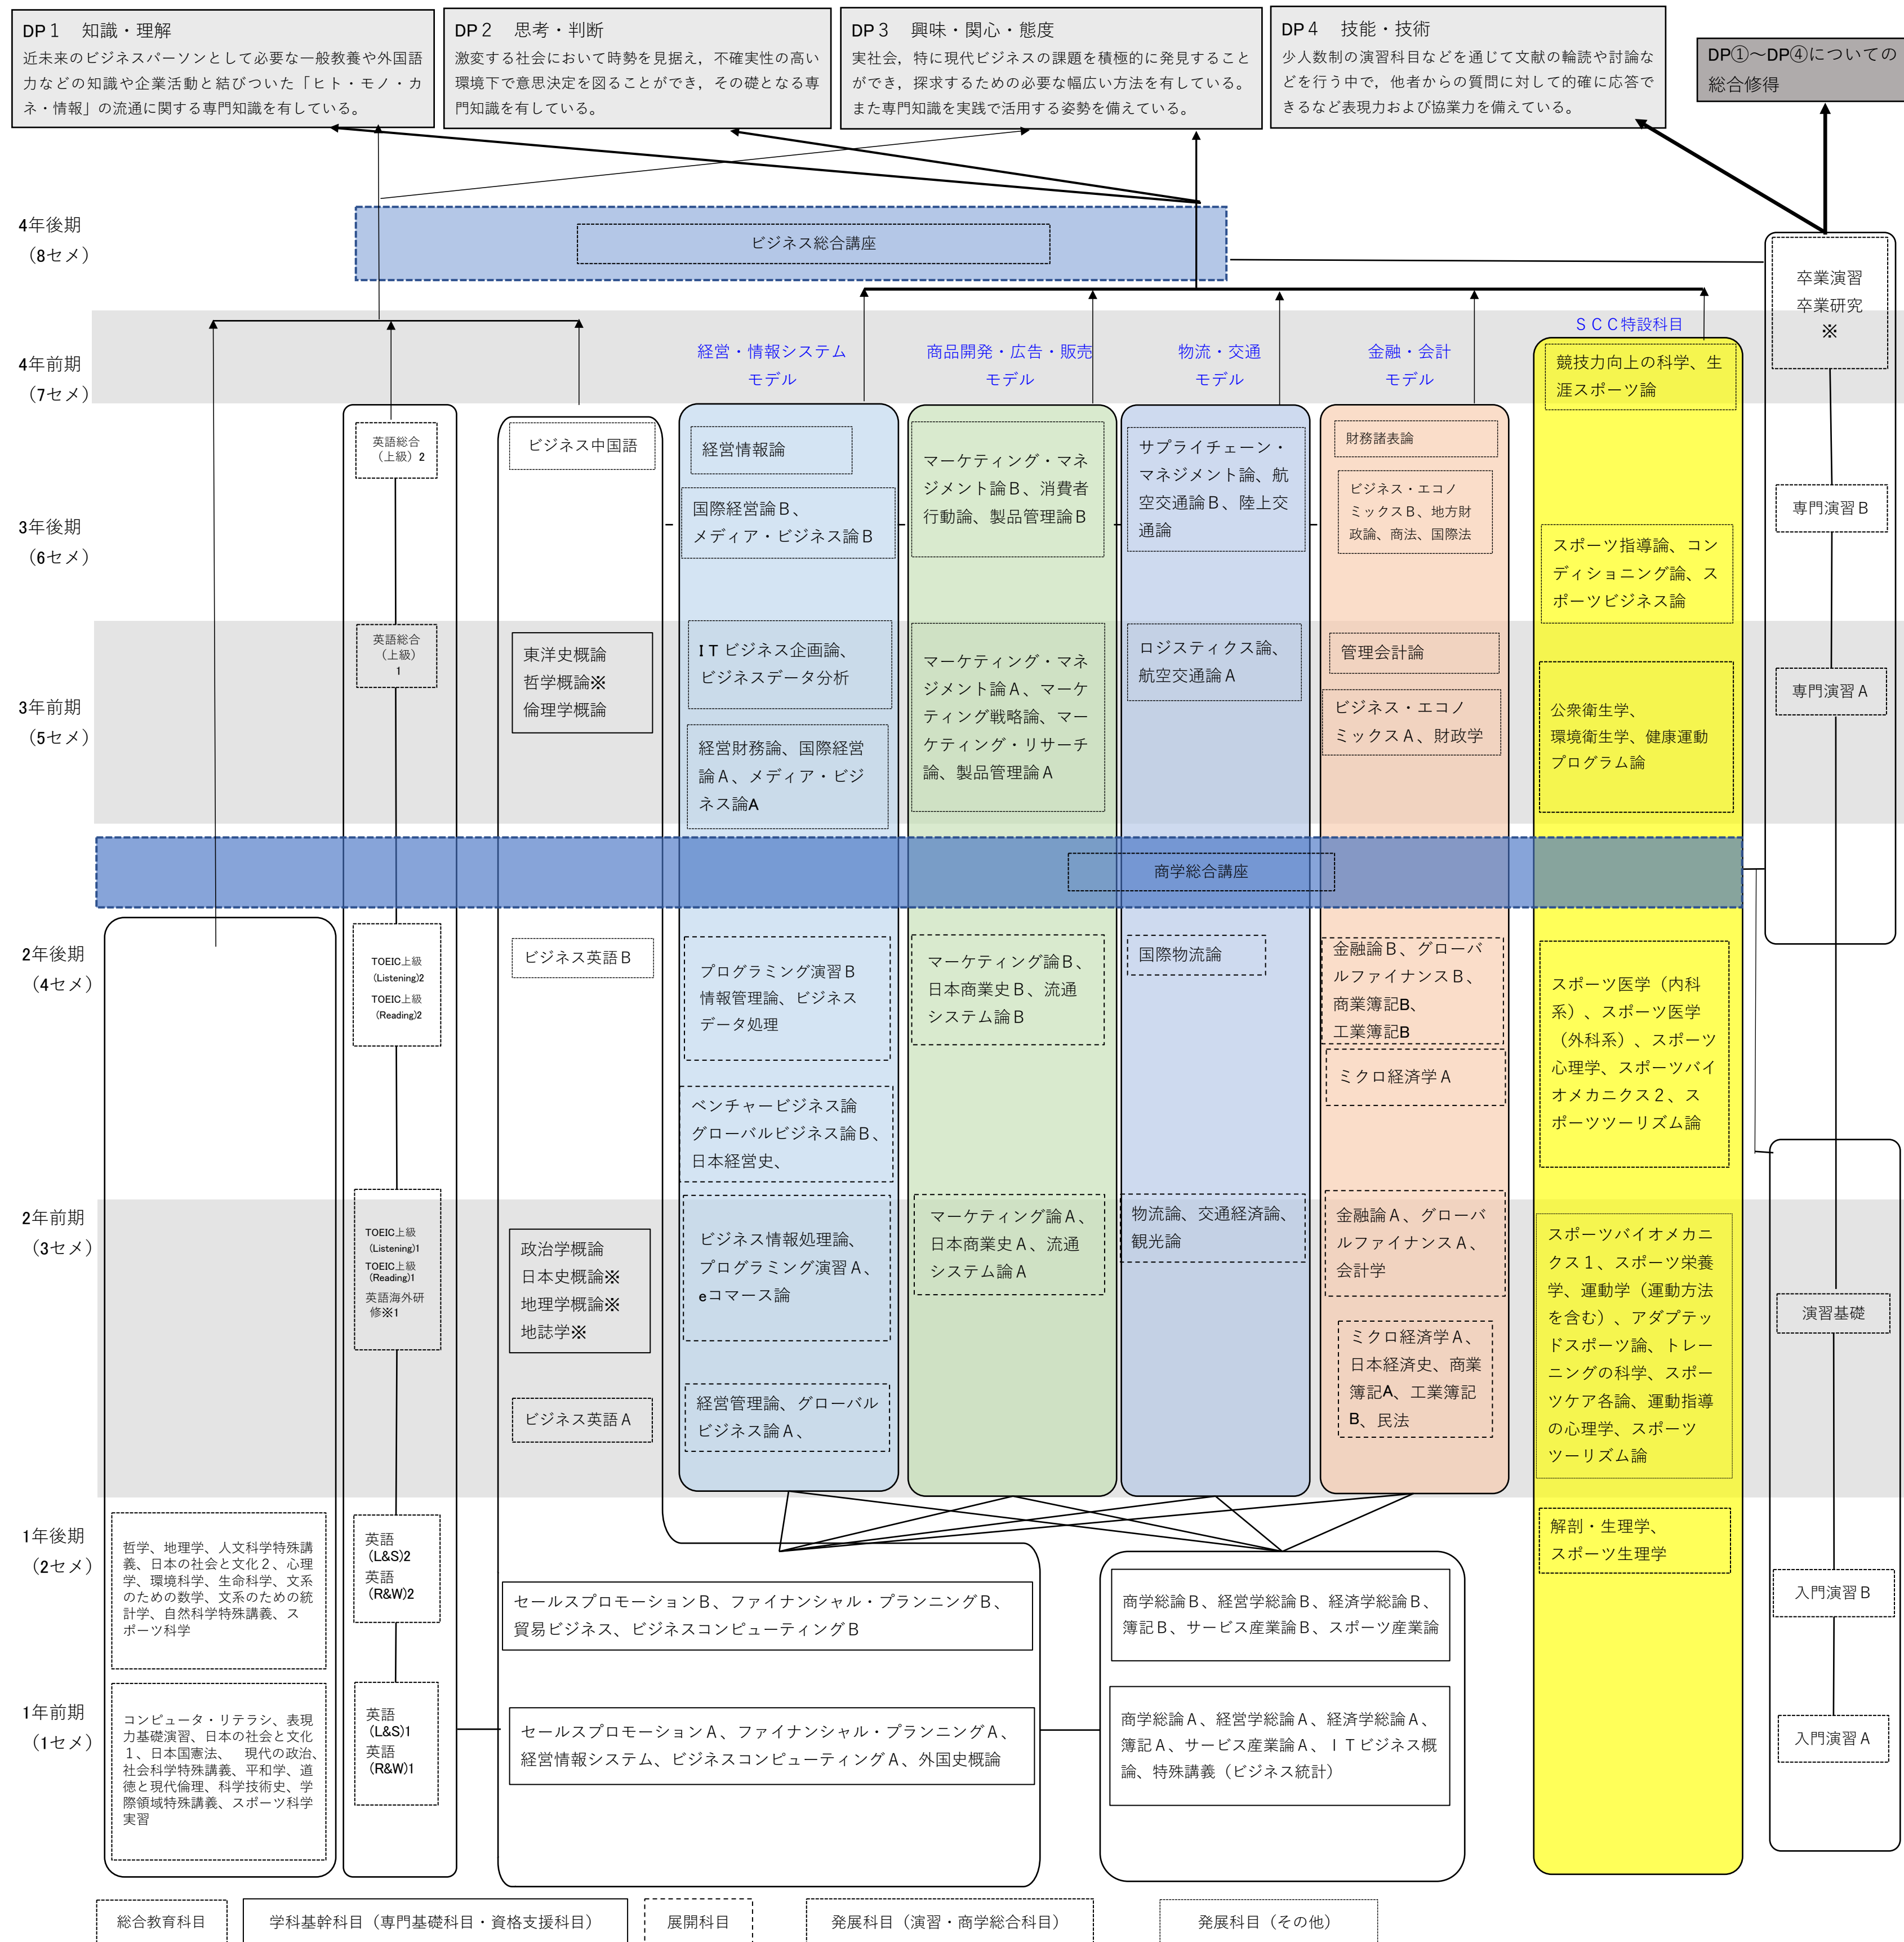 DP１　知識・理解
近未来のビジネスパーソンとして必要な一般教養や外国語
力などの知識や企業活動と結びついた「ヒト・モノ・カ
ネ・情報」の流通に関する専門知識を有している。
DP２　思考・判断
激変する社会において時勢を見据え，不確実性の高い
環境下で意思決定を図ることができ，その礎となる専
門知識を有している。
DP３　興味・関心・態度
実社会，特に現代ビジネスの課題を積極的に発見すること
ができ，探求するための必要な幅広い方法を有している。
また専門知識を実践で活用する姿勢を備えている。
DP４　技能・技術
少人数制の演習科目などを通じて文献の輪読や討論な
どを行う中で，他者からの質問に対して的確に応答で
きるなど表現力および協業力を備えている。
DP①～DP④についての
総合修得
4年後期
（8セメ）
ビジネス総合講座
卒業演習
卒業研究
※
4年前期
（7セメ）
経営・情報システム
モデル
商品開発・広告・販売
モデル
物流・交通
モデル
金融・会計
モデル
ＳＣＣ特設科目
競技力向上の科学、生
涯スポーツ論
3年後期
（6セメ）
英語総合
（上級）2
ビジネス中国語
経営情報論
国際経営論Ｂ、
メディア・ビジネス論Ｂ
マーケティング・マネ
ジメント論Ｂ、消費者
行動論、製品管理論Ｂ
サプライチェーン・
マネジメント論、航
空交通論Ｂ、陸上交
通論
財務諸表論
ビジネス・エコノ
ミックスＢ、地方財
政論、商法、国際法
スポーツ指導論、コン
ディショニング論、ス
ポーツビジネス論
専門演習Ｂ
3年前期
（5セメ）
英語総合
（上級）
1
東洋史概論
哲学概論※
倫理学概論
ＩＴビジネス企画論、
ビジネスデータ分析
経営財務論、国際経営
論Ａ、メディア・ビジ
ネス論A
マーケティング・マネ
ジメント論Ａ、マーケ
ティング戦略論、マー
ケティング・リサーチ
論、製品管理論Ａ
ロジスティクス論、
航空交通論Ａ
管理会計論
ビジネス・エコノ
ミックスＡ、財政学
公衆衛生学、
環境衛生学、健康運動
プログラム論
専門演習Ａ
商学総合講座
2年後期
（4セメ）
TOEIC上級
(Listening)2
TOEIC上級
(Reading)2
ビジネス英語Ｂ
プログラミング演習Ｂ
情報管理論、ビジネス
データ処理
ベンチャービジネス論
グローバルビジネス論Ｂ、
日本経営史、
マーケティング論Ｂ、
日本商業史Ｂ、流通
システム論Ｂ
国際物流論
金融論Ｂ、グローバ
ルファイナンスＢ、
商業簿記B、
工業簿記B
ミクロ経済学Ａ
スポーツ医学（内科
系）、スポーツ医学
（外科系）、スポーツ
心理学、スポーツバイ
オメカニクス２、ス
ポーツツーリズム論
2年前期
（3セメ）
TOEIC上級
(Listening)1
TOEIC上級
(Reading)1
英語海外研
修※1
政治学概論
日本史概論※
地理学概論※
地誌学※
ビジネス英語Ａ
ビジネス情報処理論、
プログラミング演習Ａ、
eコマース論
経営管理論、グローバル
ビジネス論Ａ、
マーケティング論Ａ、
日本商業史Ａ、流通
システム論Ａ
物流論、交通経済論、
観光論
金融論Ａ、グローバ
ルファイナンスＡ、
会計学
ミクロ経済学Ａ、
日本経済史、商業
簿記A、工業簿記
B、民法
スポーツバイオメカニ
クス１、スポーツ栄養
学、運動学（運動方法
を含む）、アダプテッ
ドスポーツ論、トレー
ニングの科学、スポー
ツケア各論、運動指導
の心理学、スポーツ
ツーリズム論
演習基礎
1年後期
（2セメ）
哲学、地理学、人文科学特殊講
義、日本の社会と文化２、心理
学、環境科学、生命科学、文系
のための数学、文系のための統
計学、自然科学特殊講義、ス
ポーツ科学
英語
(L&S)2
英語
(R&W)2
セールスプロモーションＢ、ファイナンシャル・プランニングＢ、
貿易ビジネス、ビジネスコンピューティングＢ
商学総論Ｂ、経営学総論Ｂ、経済学総論Ｂ、
簿記Ｂ、サービス産業論Ｂ、スポーツ産業論
解剖・生理学、
スポーツ生理学
入門演習Ｂ
1年前期
（1セメ）
コンピュータ・リテラシ、表現
力基礎演習、日本の社会と文化
１、日本国憲法、　現代の政治、
社会科学特殊講義、平和学、道
徳と現代倫理、科学技術史、学
際領域特殊講義、スポーツ科学
実習
英語
(L&S)1
英語
(R&W)1
セールスプロモーションＡ、ファイナンシャル・プランニングＡ、
経営情報システム、ビジネスコンピューティングＡ、外国史概論
商学総論Ａ、経営学総論Ａ、経済学総論Ａ、
簿記Ａ、サービス産業論Ａ、ＩＴビジネス概
論、特殊講義（ビジネス統計）
入門演習Ａ
総合教育科目
学科基幹科目（専門基礎科目・資格支援科目）
展開科目
発展科目（演習・商学総合科目）
発展科目（その他）